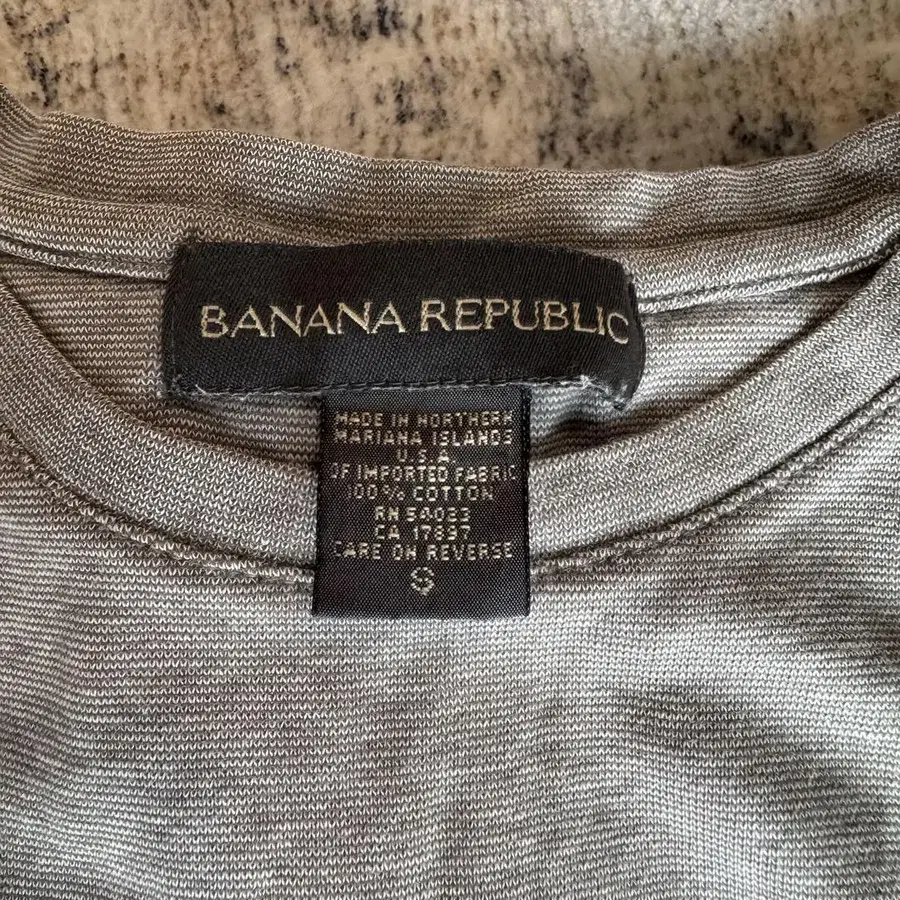 BANANA REPUBLIC
MADE IN NORTHERN
MARIANA ISLANDS
U.S.A
OF IMPORTED FABRIC
100% COTTON
RN 54023
CA 17897
CARE ON REVERSE
S